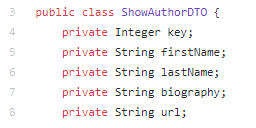 3 public class ShowAuthorDTO {
4 private Integer key;
5 private String firstName;
6 private String lastName;
7 private String biography;
8 private String url;